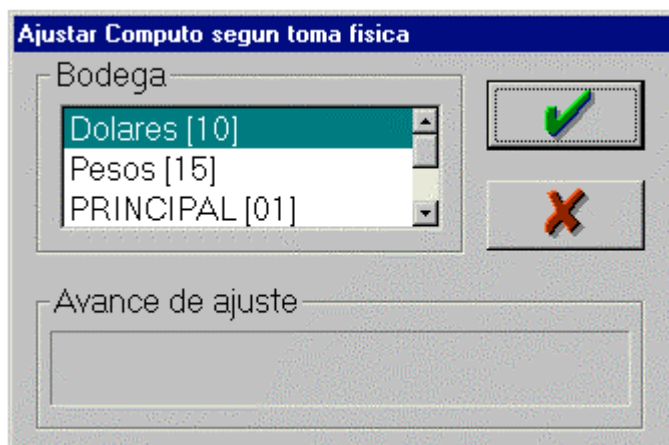 Ajustar Computo segun toma fisica
Bodega
Dolares [10]
Pesos [15]
PRINCIPAL [01]
Avance de ajuste